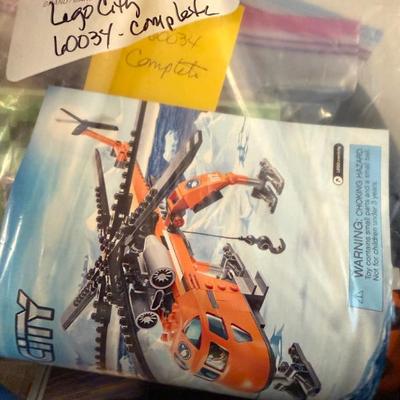 Lego City
60034 - Complete
60034
Complete
WARNING: CHOKING HAZARD.
Toy contains small parts and a small ball.
Not for children under 3 years.
CITY